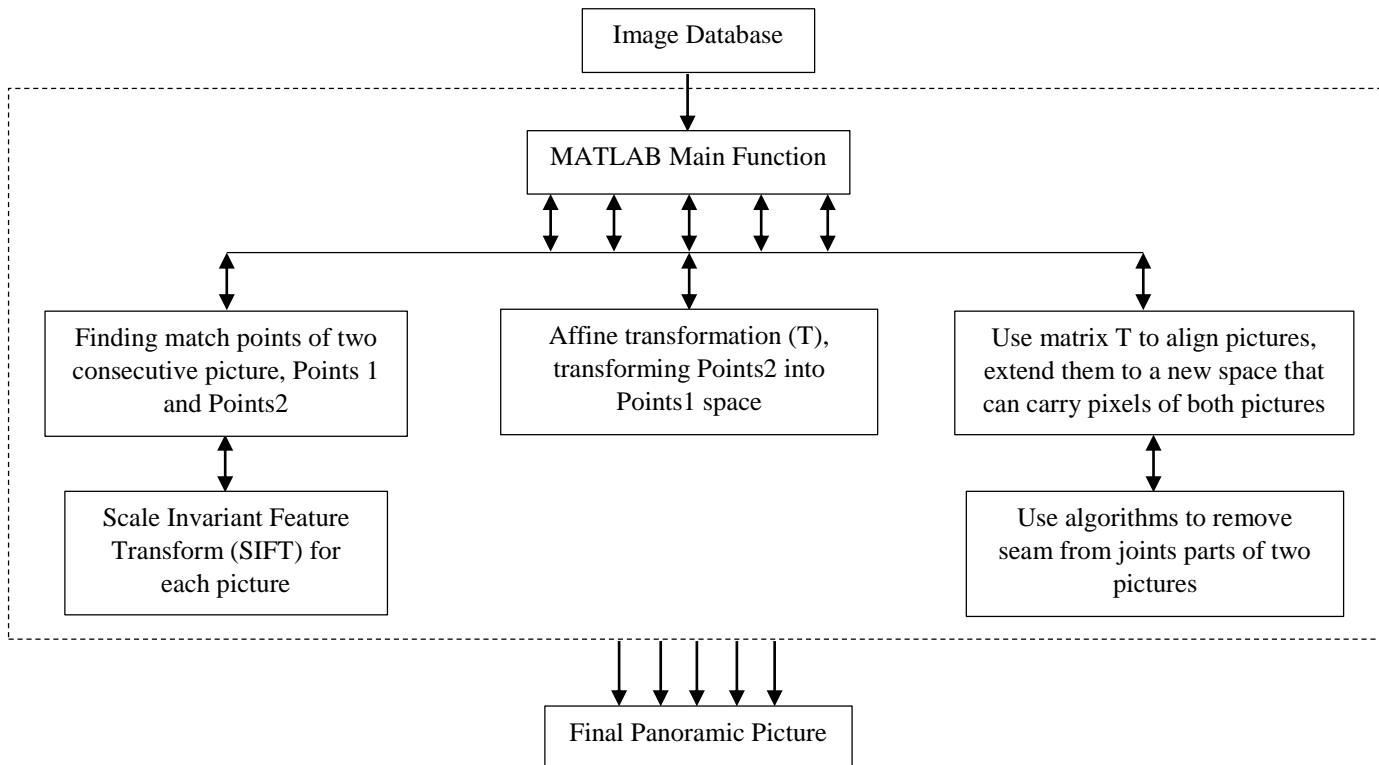 Image Database
MATLAB Main Function
Finding match points of two
consecutive picture, Points 1
and Points2
Affine transformation (T),
transforming Points2 into
Points1 space
Use matrix T to align pictures,
extend them to a new space that
can carry pixels of both pictures
Scale Invariant Feature
Transform (SIFT) for
each picture
Use algorithms to remove
seam from joints parts of two
pictures
Final Panoramic Picture